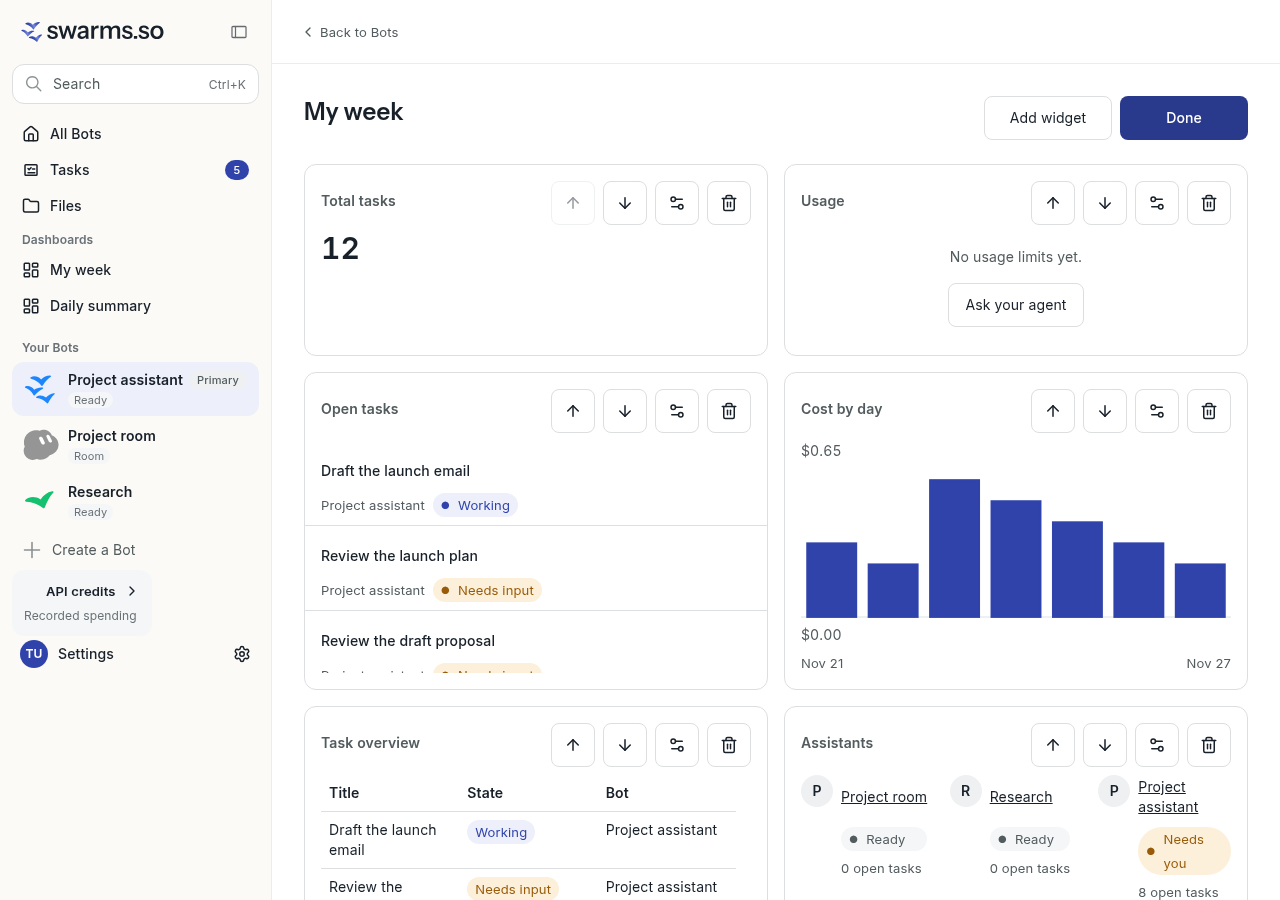 swarms.so
Search Ctrl+K
All Bots
Tasks 5
Files
Dashboards
My week
Daily summary
Your Bots
Project assistant Primary
Ready
Project room
Room
Research
Ready
Create a Bot
API credits
Recorded spending
TU Settings
Back to Bots
My week
Add widget Done
Total tasks
12
Usage
No usage limits yet.
Ask your agent
Open tasks
Draft the launch email
Project assistant Working
Review the launch plan
Project assistant Needs input
Review the draft proposal
Project assistant Needs input
Cost by day
$0.65
$0.00
Nov 21 Nov 27
Task overview
Title State Bot
Draft the launch
email
Working Project assistant
Review the Needs input Project assistant
Assistants
P Project room
Ready
0 open tasks
R Research
Ready
0 open tasks
P Project
assistant
Needs
you
8 open tasks